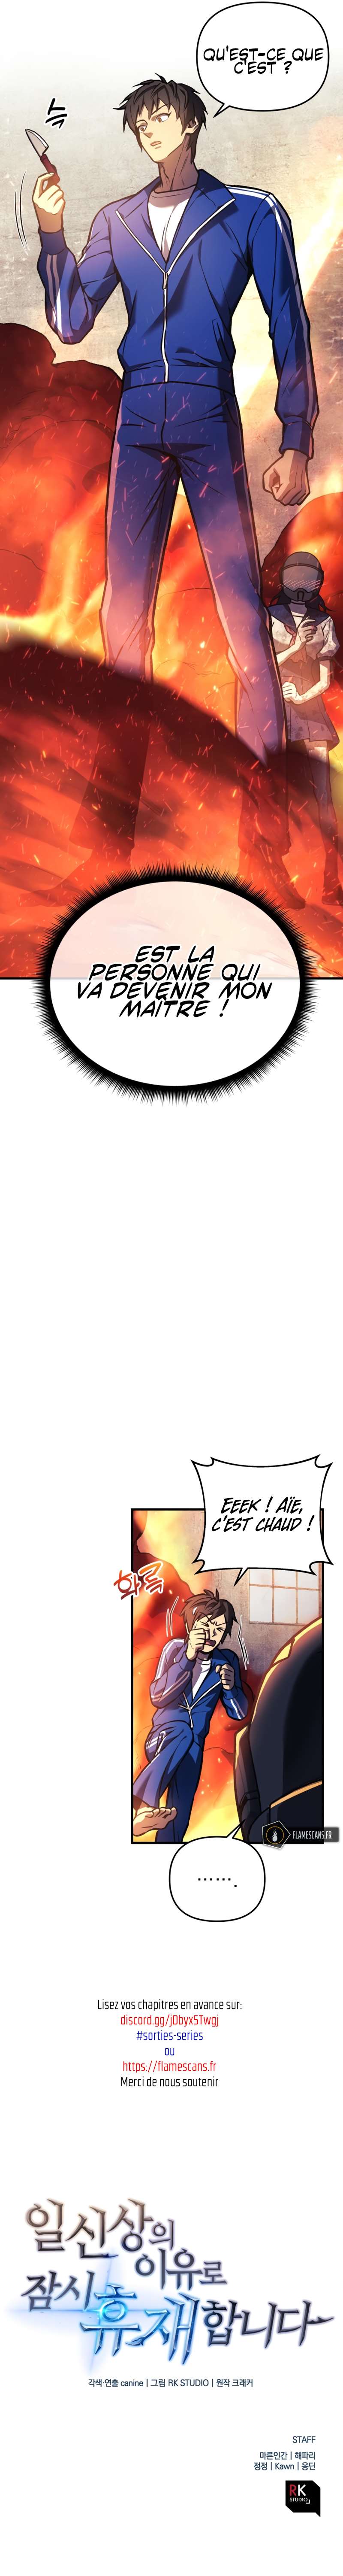 QU'EST-CE QUE
C'EST ?
슥
EST LA
PERSONNE QUI
VA DEVENIR MON
MAÎTRE !
EEEK ! AÏE,
C'EST CHAUD !
화륵
FLAMESCANS.FR
.......
Lisez vos chapitres en avance sur:
discord.gg/jDbyx5Twgj
#sorties-series
ou
https://flamescans.fr
Merci de nous soutenir
일신상의
이유로
잠시 휴재합니다
각색·연출 canine | 그림 RK STUDIO | 원작 크래커
STAFF
마른인간 | 해파리
정정 | Kawn | 웅딘
RK
STUDIO